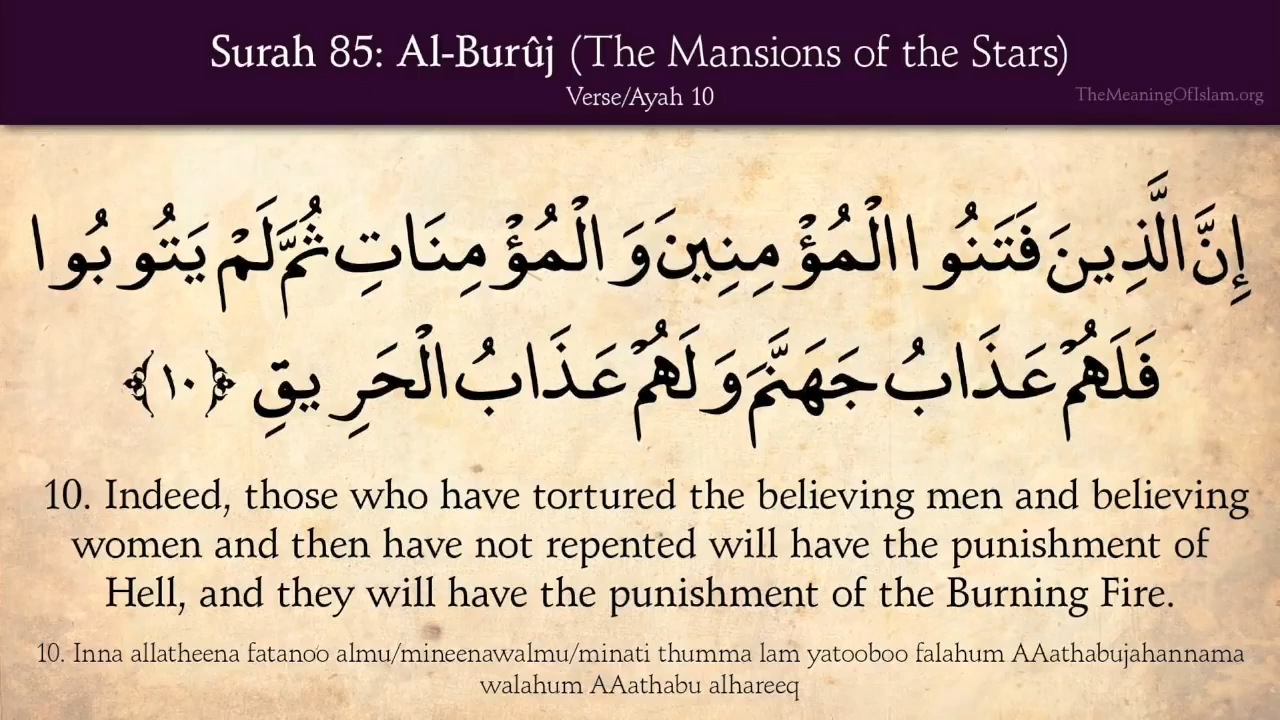 Surah 85: Al-Burûj (The Mansions of the Stars)
Verse/Ayah 10
TheMeaningOfIslam.org
إِنَّ الَّذِينَ فَتَنُوا الْمُؤْمِنِينَ وَ الْمُؤْمِنَاتِ ثُمَّ لَمْ يَتُوبُوا
فَلَهُمْ عَذَابُ جَهَنَّمَ وَ لَهُمْ عَذَابُ الْحَرِيقِ ﴿١٠﴾
10. Indeed, those who have tortured the believing men and believing
women and then have not repented will have the punishment of
Hell, and they will have the punishment of the Burning Fire.
10. Inna allatheena fatanoo almu/mineenawalmu/minati thumma lam yatooboo falahum AAathabujahannama
walahum AAathabu alhareeq